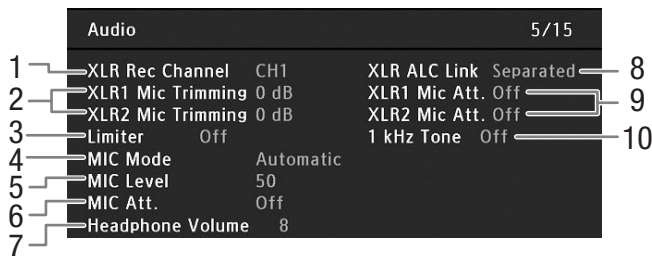 Audio 5/15
1 XLR Rec Channel CH1 XLR ALC Link Separated 8
2 XLR1 Mic Trimming 0 dB XLR1 Mic Att. Off 9
XLR2 Mic Trimming 0 dB XLR2 Mic Att. Off
3 Limiter Off 1 kHz Tone Off 10
4 MIC Mode Automatic
5 MIC Level 50
6 MIC Att. Off
7 Headphone Volume 8